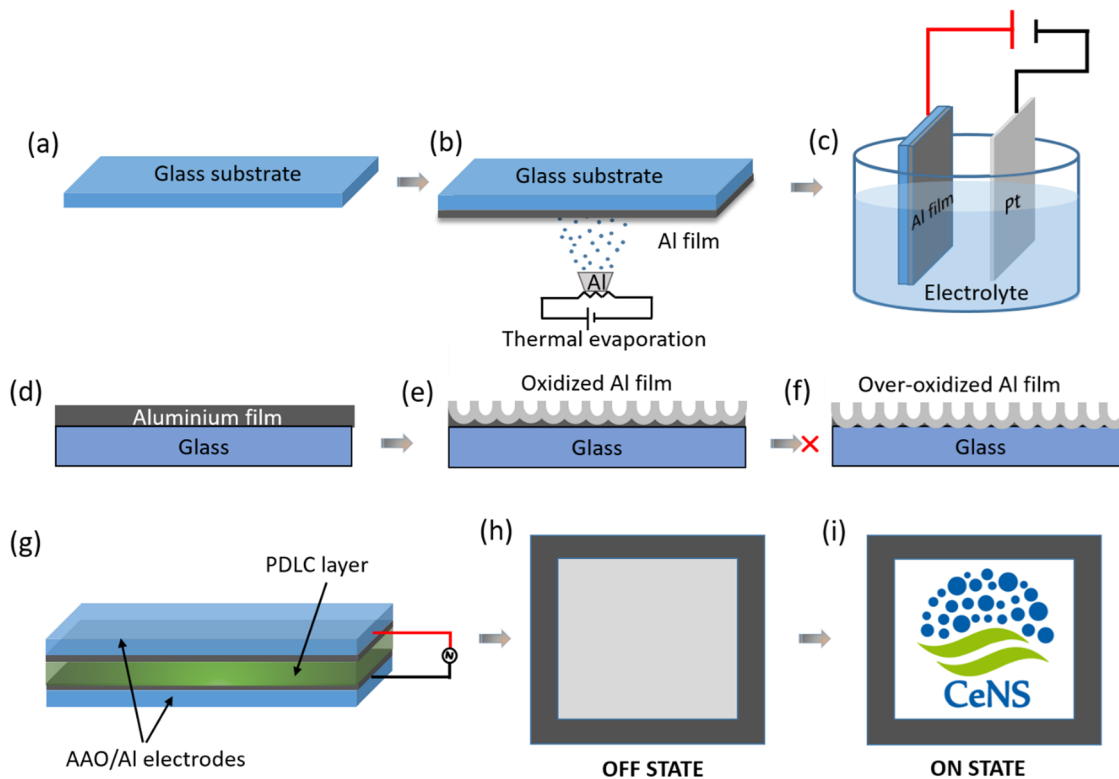 (a)
Glass substrate
(b)
Glass substrate
Al film
Al
Thermal evaporation
(c)
Al film
Pt
Electrolyte
(d)
Aluminium film
Glass
(e)
Oxidized Al film
Glass
(f)
Over-oxidized Al film
Glass
(g)
PDLC layer
N
AAO/Al electrodes
(h)
OFF STATE
(i)
CeNS
ON STATE